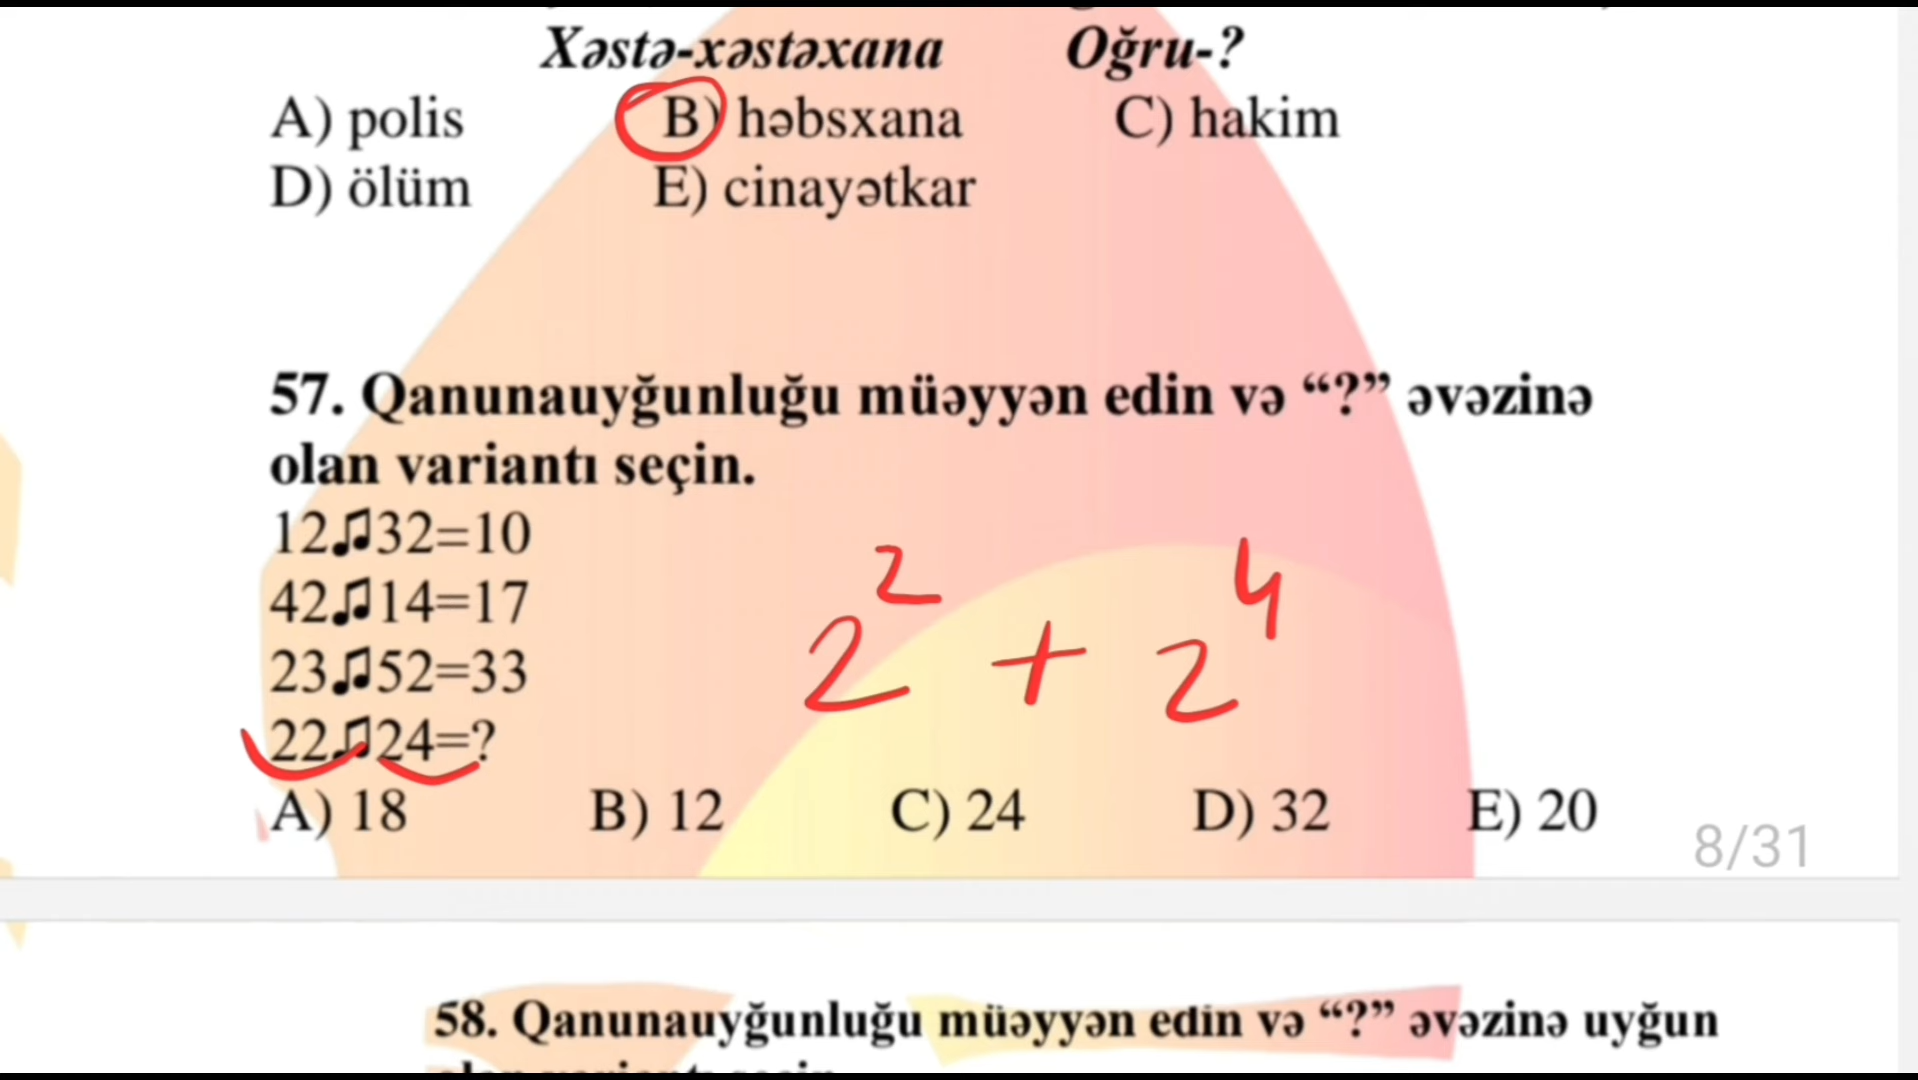 Xəstə-xəstəxana Oğru-?
A) polis B) həbsxana C) hakim
D) ölüm E) cinayətkar
57. Qanunauyğunluğu müəyyən edin və “?” əvəzinə
olan variantı seçin.
12♫32=10
42♫14=17
23♫52=33
22♫24=?
2² + 2⁴
A) 18 B) 12 C) 24 D) 32 E) 20
8/31
58. Qanunauyğunluğu müəyyən edin və “?” əvəzinə uyğun